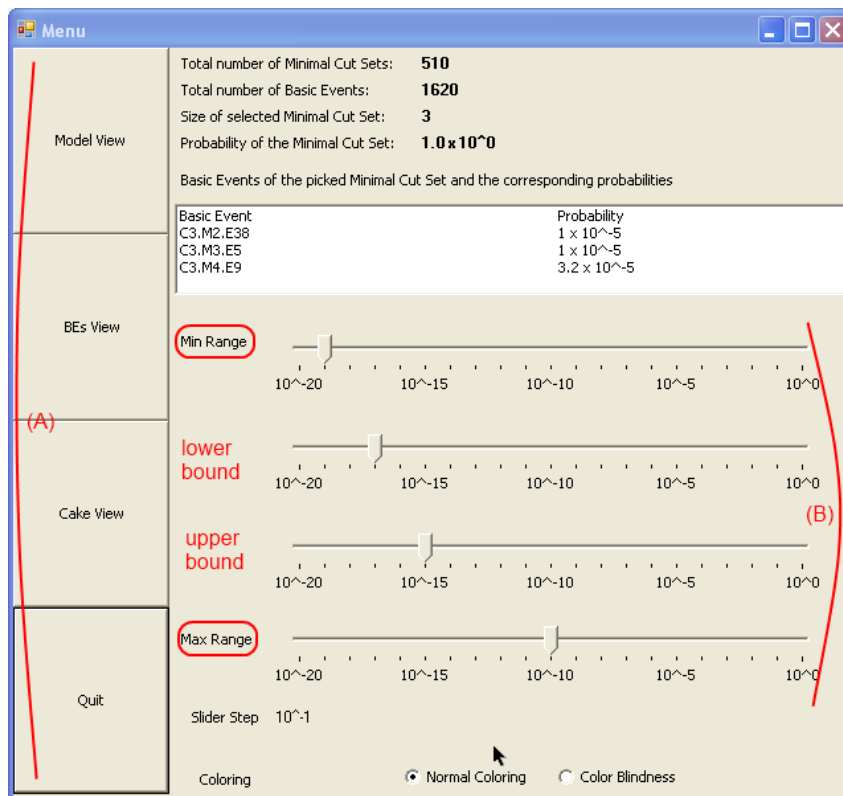 Menu
Total number of Minimal Cut Sets: 510
Total number of Basic Events: 1620
Size of selected Minimal Cut Set: 3
Probability of the Minimal Cut Set: 1.0x10^0
Basic Events of the picked Minimal Cut Set and the corresponding probabilities
Basic Event Probability
C3.M2.E38 1 x 10^-5
C3.M3.E5 1 x 10^-5
C3.M4.E9 3.2 x 10^-5
Model View
BEs View
(A)
Cake View
Quit
Min Range
10^-20 10^-15 10^-10 10^-5 10^0
lower
bound
10^-20 10^-15 10^-10 10^-5 10^0
(B)
upper
bound
10^-20 10^-15 10^-10 10^-5 10^0
Max Range
10^-20 10^-15 10^-10 10^-5 10^0
Slider Step 10^-1
Coloring Normal Coloring Color Blindness